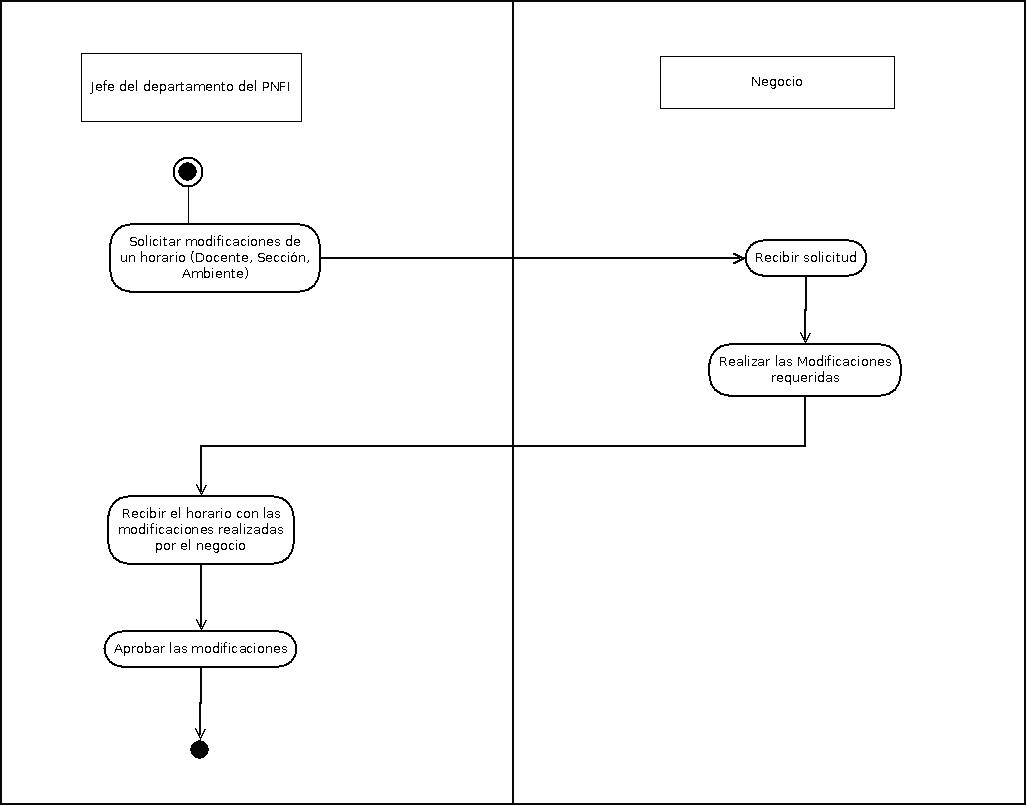 Jefe del departamento del PNFI
Negocio
Solicitar modificaciones de
un horario (Docente, Sección,
Ambiente)
Recibir solicitud
Realizar las Modificaciones
requeridas
Recibir el horario con las
modificaciones realizadas
por el negocio
Aprobar las modificaciones